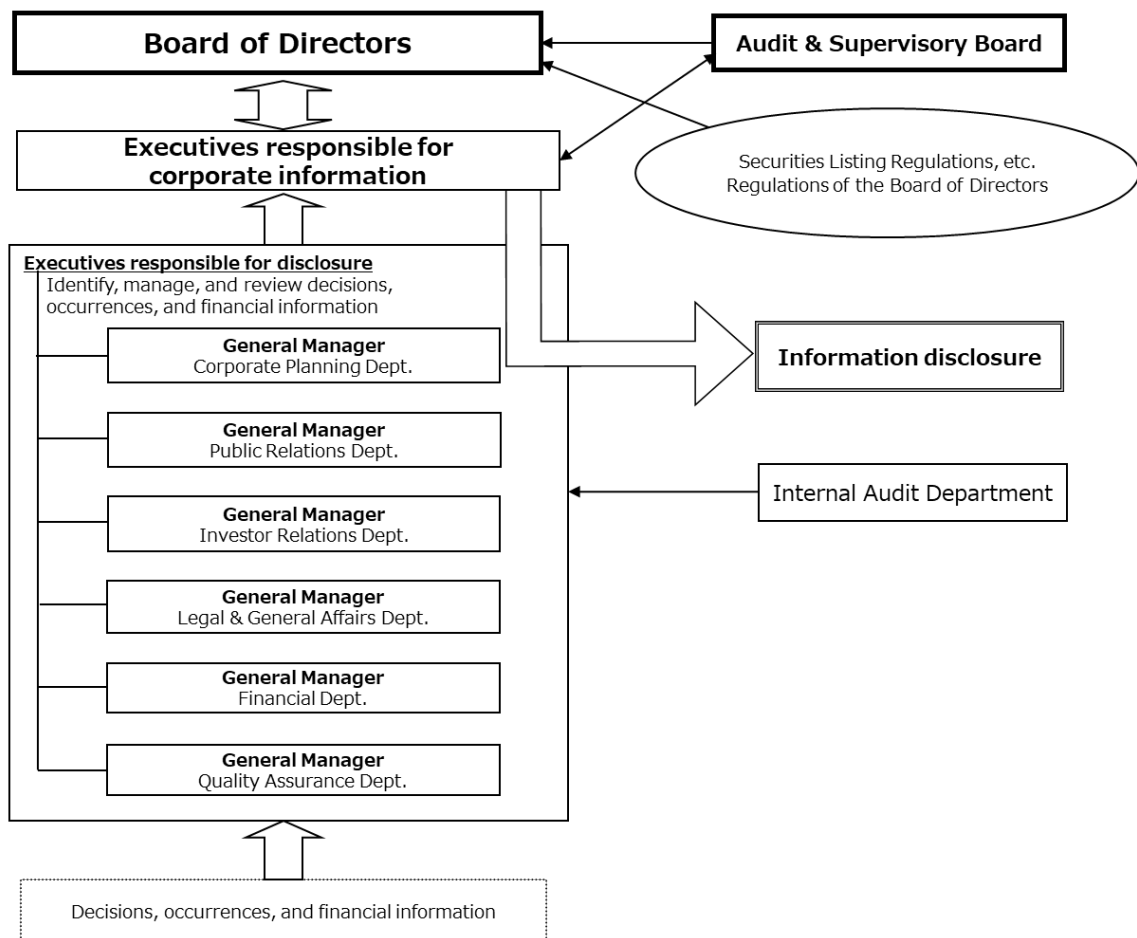 Board of Directors
Audit & Supervisory Board
Executives responsible for
corporate information
Securities Listing Regulations, etc.
Regulations of the Board of Directors
Executives responsible for disclosure
Identify, manage, and review decisions,
occurrences, and financial information
General Manager
Corporate Planning Dept.
Information disclosure
General Manager
Public Relations Dept.
General Manager
Investor Relations Dept.
Internal Audit Department
General Manager
Legal & General Affairs Dept.
General Manager
Financial Dept.
General Manager
Quality Assurance Dept.
Decisions, occurrences, and financial information